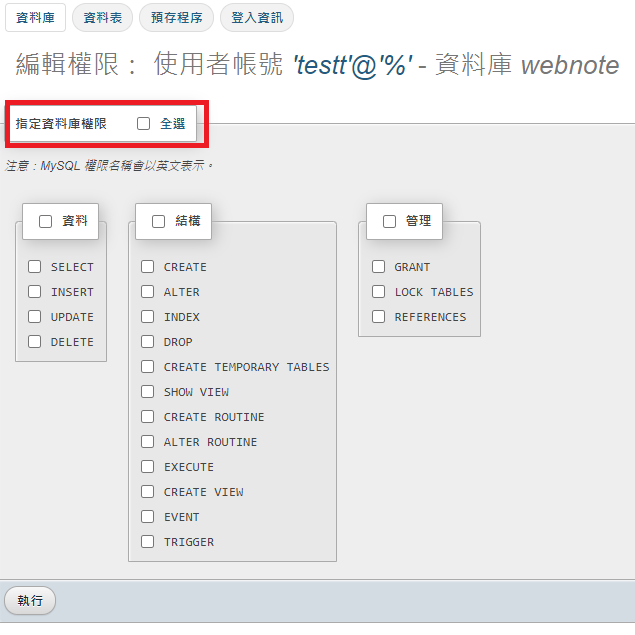 資料庫 資料表 預存程序 登入資訊
編輯權限： 使用者帳號 'testt'@'%' - 資料庫 webnote
指定資料庫權限 全選
注意：MySQL 權限名稱會以英文表示。
資料
SELECT
INSERT
UPDATE
DELETE
結構
CREATE
ALTER
INDEX
DROP
CREATE TEMPORARY TABLES
SHOW VIEW
CREATE ROUTINE
ALTER ROUTINE
EXECUTE
CREATE VIEW
EVENT
TRIGGER
管理
GRANT
LOCK TABLES
REFERENCES
執行